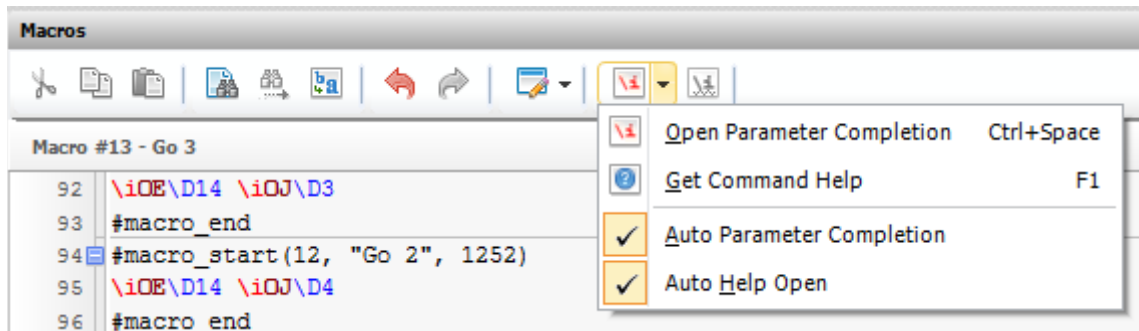 Macros
Macro #13 - Go 3
92 \iOE\D14 \iOJ\D3
93 #macro_end
94 #macro_start(12, "Go 2", 1252)
95 \iOE\D14 \iOJ\D4
96 #macro_end
Open Parameter Completion Ctrl+Space
Get Command Help F1
Auto Parameter Completion
Auto Help Open